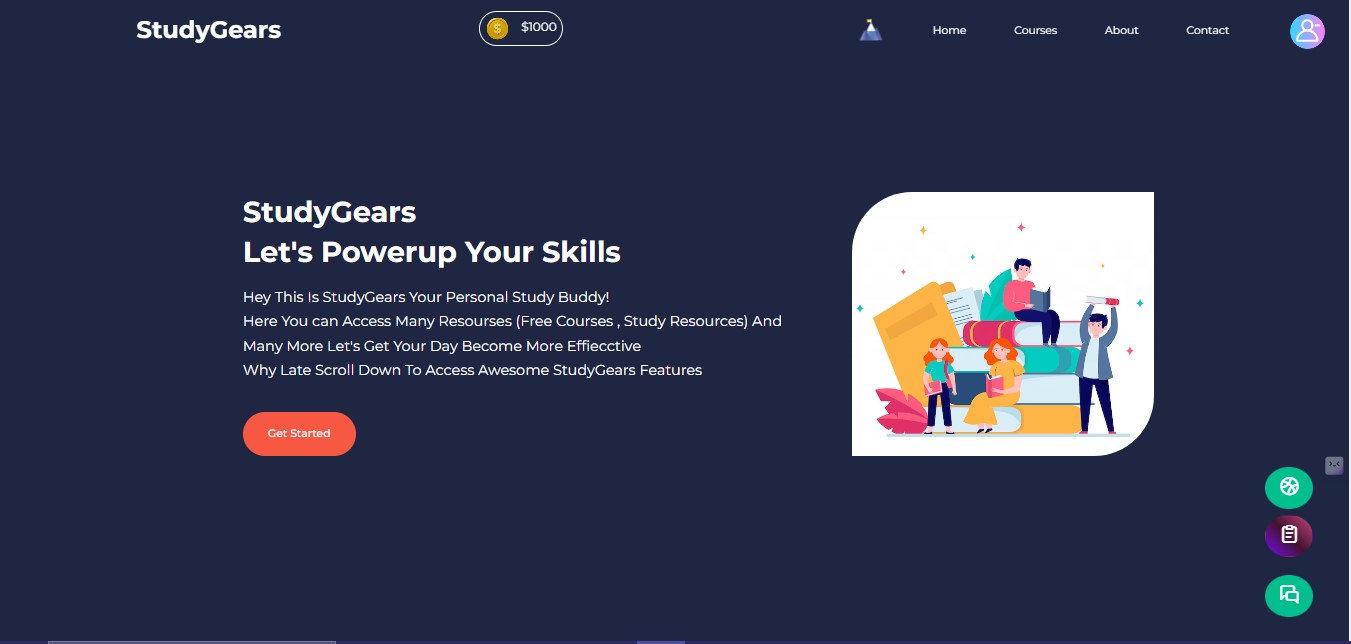 StudyGears
$1000
Home
Courses
About
Contact
StudyGears
Let's Powerup Your Skills
Hey This Is StudyGears Your Personal Study Buddy!
Here You can Access Many Resourses (Free Courses , Study Resources) And
Many More Let's Get Your Day Become More Effiecctive
Why Late Scroll Down To Access Awesome StudyGears Features
Get Started